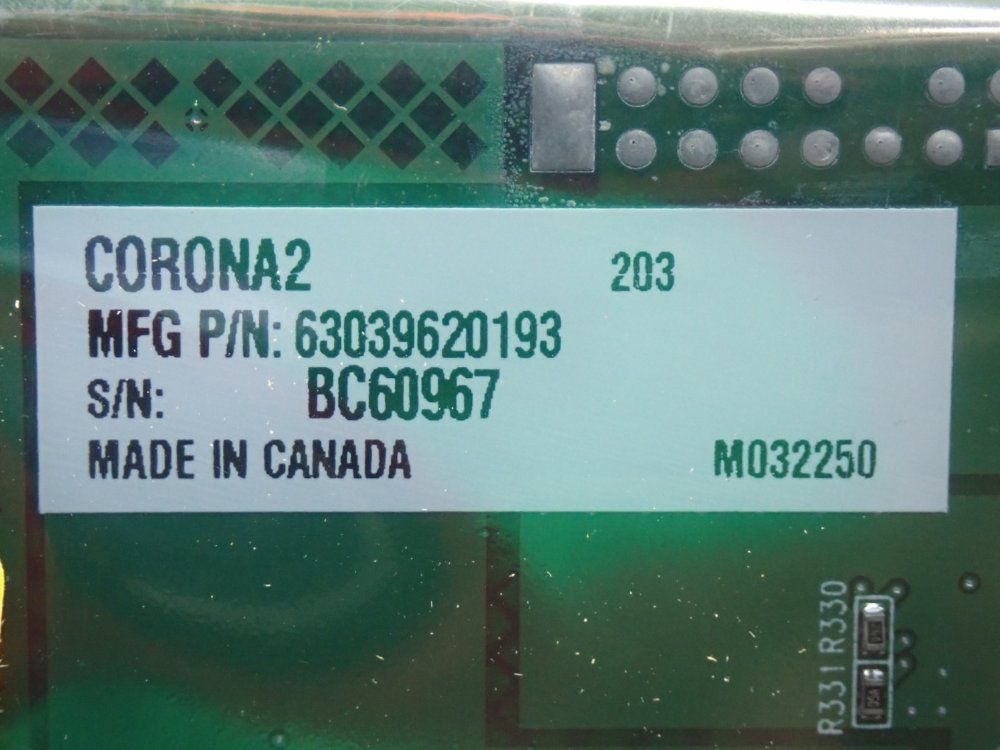 CORONA2 203
MFG P/N: 63039620193
S/N: BC60967
MADE IN CANADA M032250
R331 R330